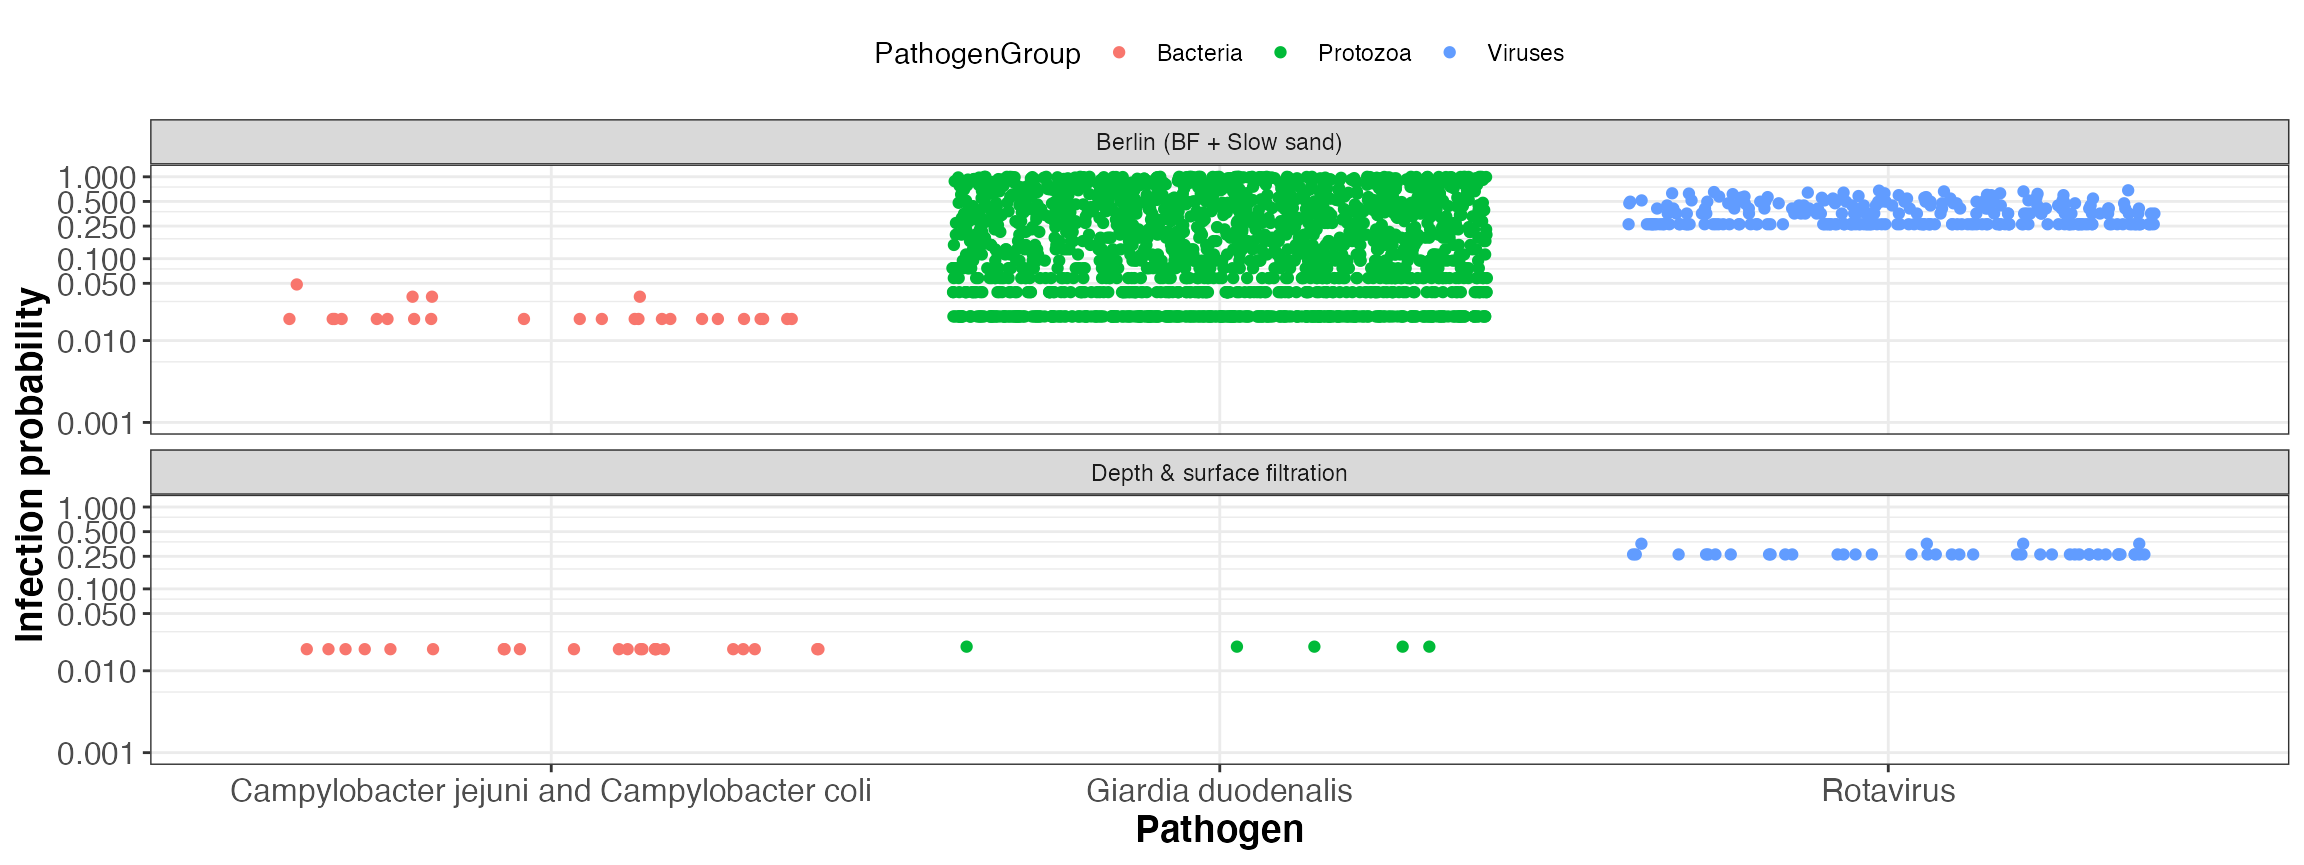 PathogenGroup Bacteria Protozoa Viruses
Berlin (BF + Slow sand)
1.000
0.500
0.250
0.100
0.050
0.010
0.001
Infection probability
Depth & surface filtration
1.000
0.500
0.250
0.100
0.050
0.010
0.001
Campylobacter jejuni and Campylobacter coli Giardia duodenalis Rotavirus
Pathogen